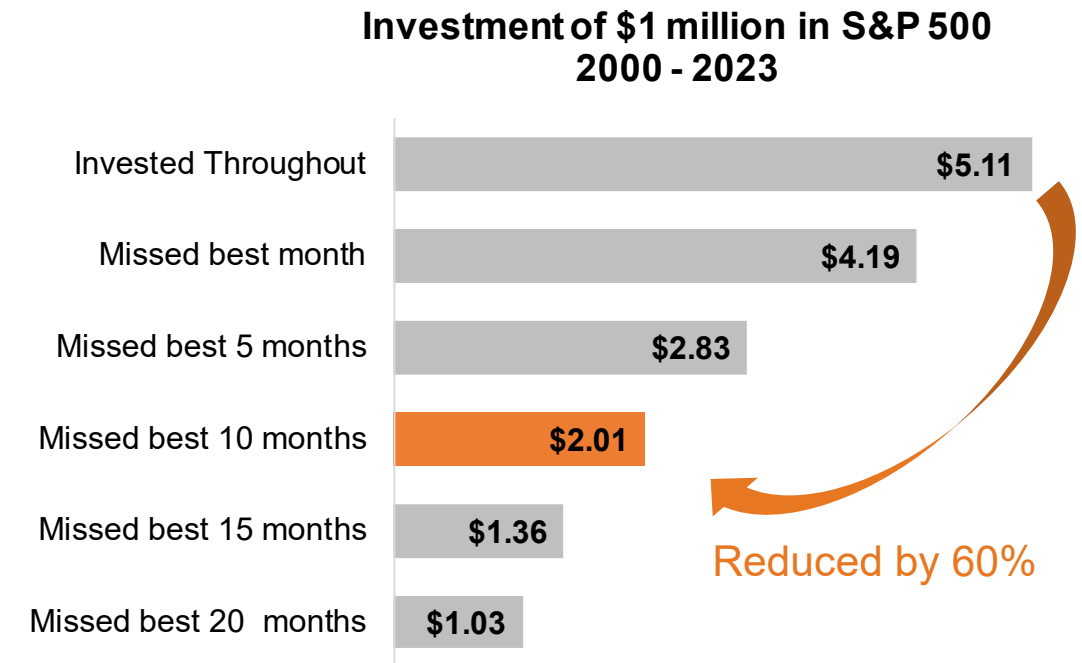 Investment of $1 million in S&P 500
2000 - 2023
Invested Throughout
$5.11
Missed best month
$4.19
Missed best 5 months
$2.83
Missed best 10 months
$2.01
Missed best 15 months
$1.36
Reduced by 60%
Missed best 20 months
$1.03